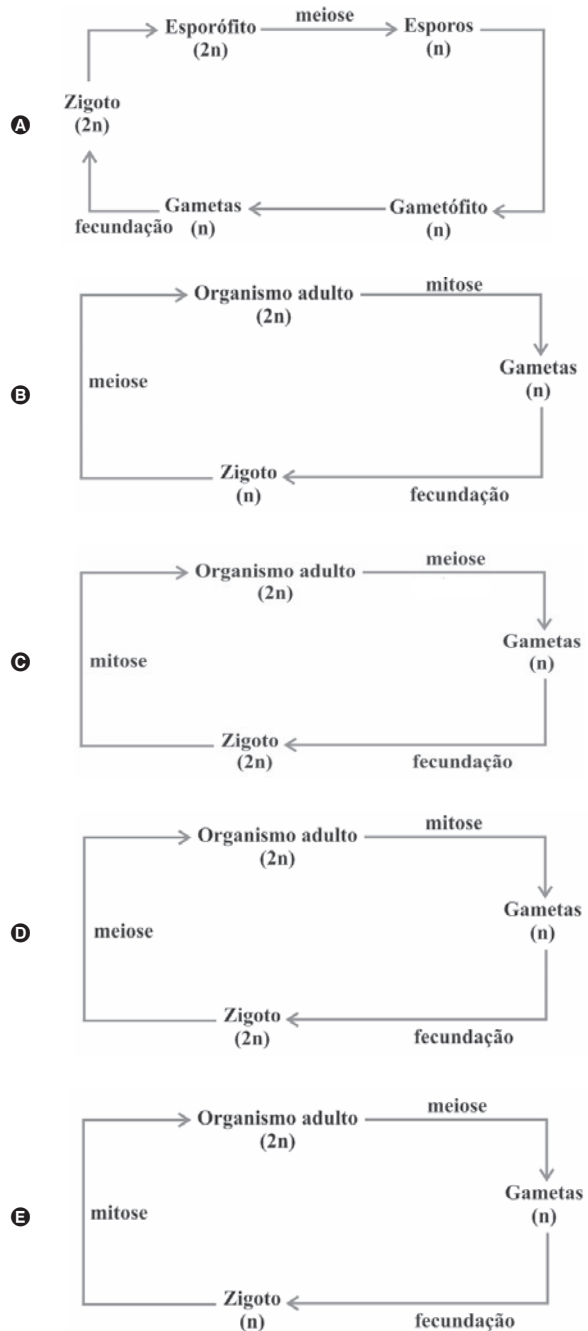 meiose
Esporófito Esporos
(2n) (n)
Zigoto
(2n)
A
Gametas Gametófito
fecundação (n) (n)
Organismo adulto mitose
(2n)
Gametas
(n)
meiose
B
Zigoto
(n) fecundação
Organismo adulto meiose
(2n)
Gametas
(n)
mitose
C
Zigoto
(2n) fecundação
Organismo adulto mitose
(2n)
Gametas
(n)
meiose
D
Zigoto
(2n) fecundação
Organismo adulto meiose
(2n)
Gametas
(n)
mitose
E
Zigoto
(n) fecundação